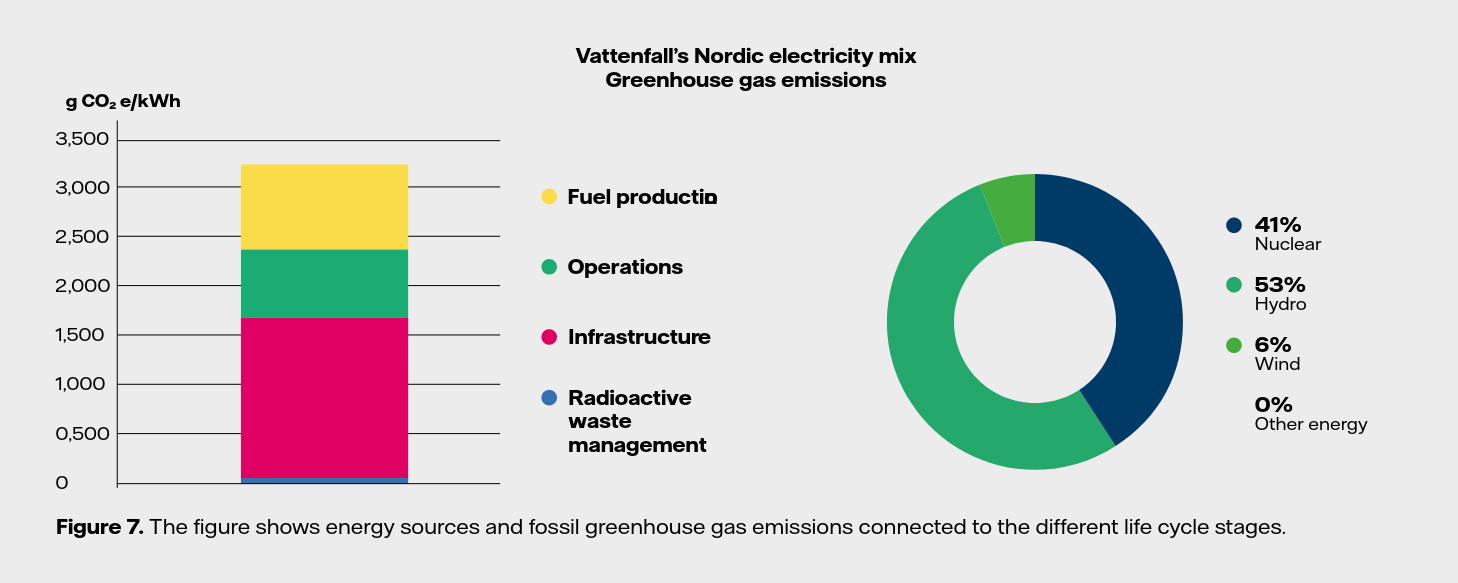 Vattenfall's Nordic electricity mix
Greenhouse gas emissions
g CO₂ e/kWh
3,500
3,000
2,500
2,000
1,500
1,000
0,500
0
Fuel productin
Operations
Infrastructure
Radioactive
waste
management
41%
Nuclear
53%
Hydro
6%
Wind
0%
Other energy
Figure 7. The figure shows energy sources and fossil greenhouse gas emissions connected to the different life cycle stages.